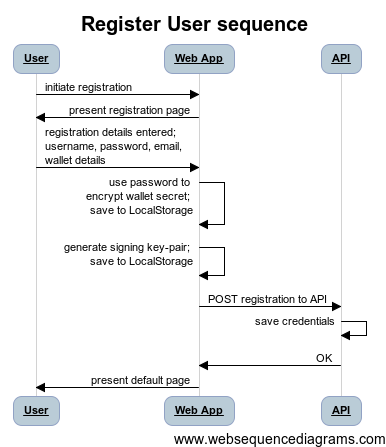 Register User sequence
User
Web App
API
initiate registration
present registration page
registration details entered;
username, password, email,
wallet details
use password to
encrypt wallet secret;
save to LocalStorage
generate signing key-pair;
save to LocalStorage
POST registration to API
save credentials
OK
present default page
User
Web App
API
www.websequencediagrams.com